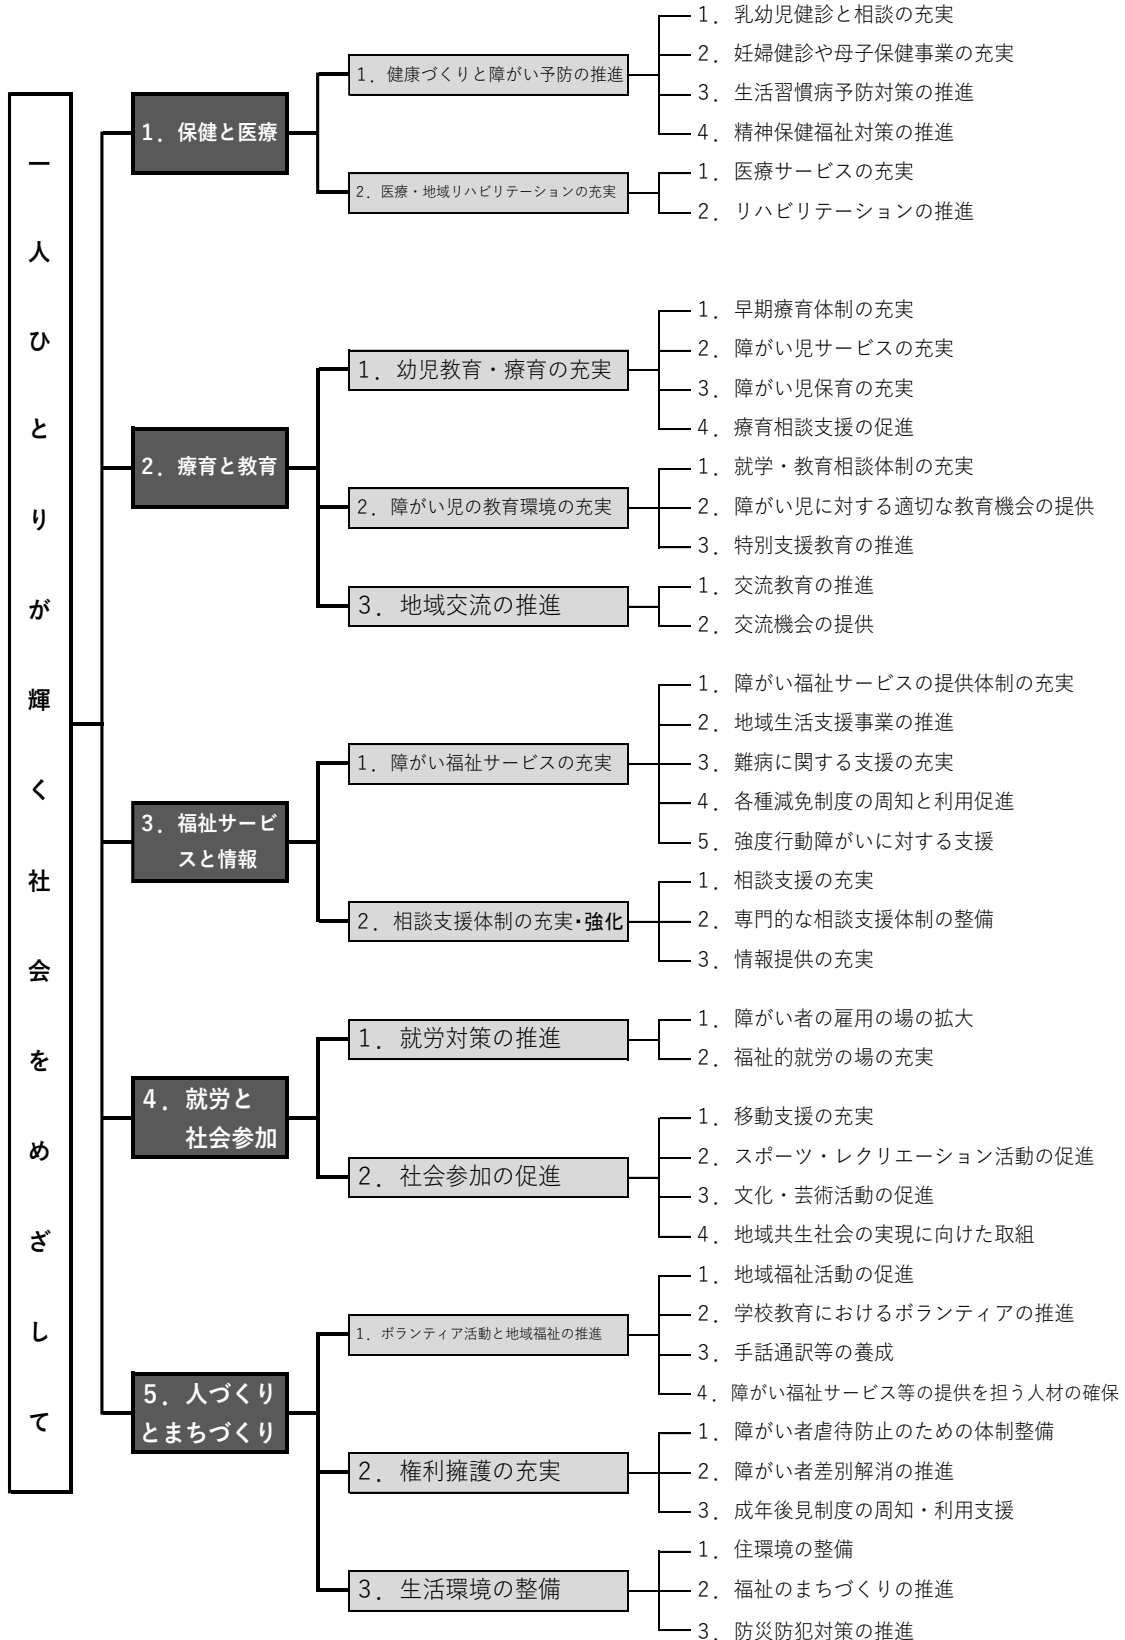 一人ひとりが輝く社会をめざして
1．保健と医療
1．健康づくりと障がい予防の推進
1．乳幼児健診と相談の充実
2．妊婦健診や母子保健事業の充実
3．生活習慣病予防対策の推進
4．精神保健福祉対策の推進
2．医療・地域リハビリテーションの充実
1．医療サービスの充実
2．リハビリテーションの推進
2．療育と教育
1．幼児教育・療育の充実
1．早期療育体制の充実
2．障がい児サービスの充実
3．障がい児保育の充実
4．療育相談支援の促進
2．障がい児の教育環境の充実
1．就学・教育相談体制の充実
2．障がい児に対する適切な教育機会の提供
3．特別支援教育の推進
3．地域交流の推進
1．交流教育の推進
2．交流機会の提供
3．福祉サービ
スと情報
1．障がい福祉サービスの充実
1．障がい福祉サービスの提供体制の充実
2．地域生活支援事業の推進
3．難病に関する支援の充実
4．各種減免制度の周知と利用促進
5．強度行動障がいに対する支援
2．相談支援体制の充実・強化
1．相談支援の充実
2．専門的な相談支援体制の整備
3．情報提供の充実
4．就労と
社会参加
1．就労対策の推進
1．障がい者の雇用の場の拡大
2．福祉的就労の場の充実
2．社会参加の促進
1．移動支援の充実
2．スポーツ・レクリエーション活動の促進
3．文化・芸術活動の促進
4．地域共生社会の実現に向けた取組
5．人づくり
とまちづくり
1．ボランティア活動と地域福祉の推進
1．地域福祉活動の促進
2．学校教育におけるボランティアの推進
3．手話通訳等の養成
4．障がい福祉サービス等の提供を担う人材の確保
2．権利擁護の充実
1．障がい者虐待防止のための体制整備
2．障がい者差別解消の推進
3．成年後見制度の周知・利用支援
3．生活環境の整備
1．住環境の整備
2．福祉のまちづくりの推進
3．防災防犯対策の推進